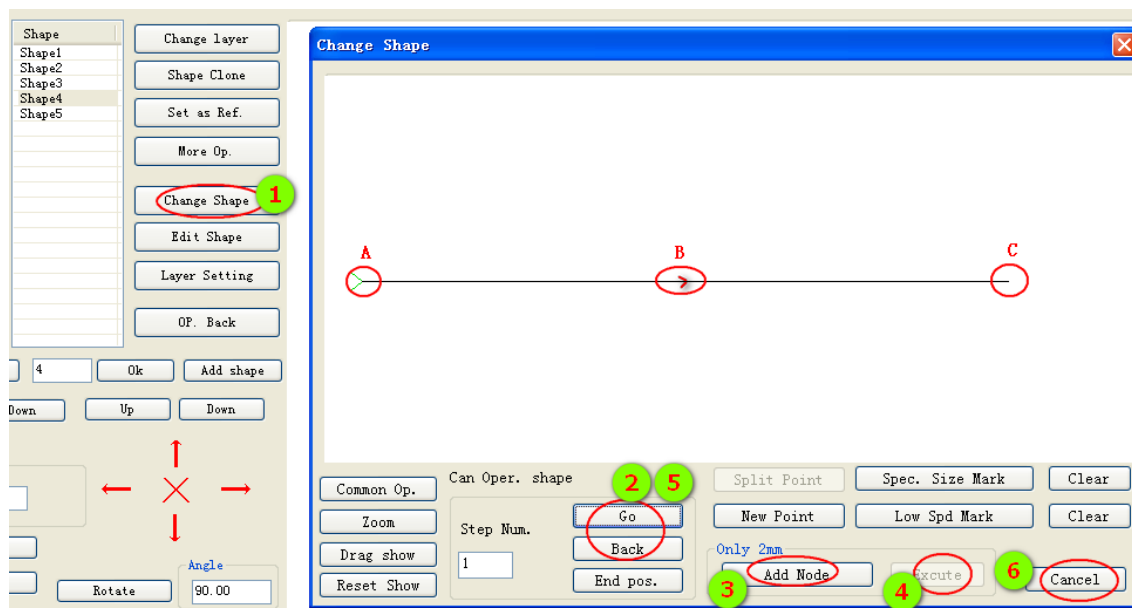 Shape
Shape1
Shape2
Shape3
Shape4
Shape5
Change layer
Shape Clone
Set as Ref.
More Op.
Change Shape 1
Edit Shape
Layer Setting
OP. Back
4 Ok Add shape
Down Up Down
Angle
Rotate 90.00
Change Shape
A B C
Common Op.
Zoom
Drag show
Reset Show
Can Oper. shape 2 5
Step Num.
1
Go
Back
End pos.
Split Point Spec. Size Mark Clear
New Point Low Spd Mark Clear
Only 2mm
3 Add Node 4 Excute 6 Cancel